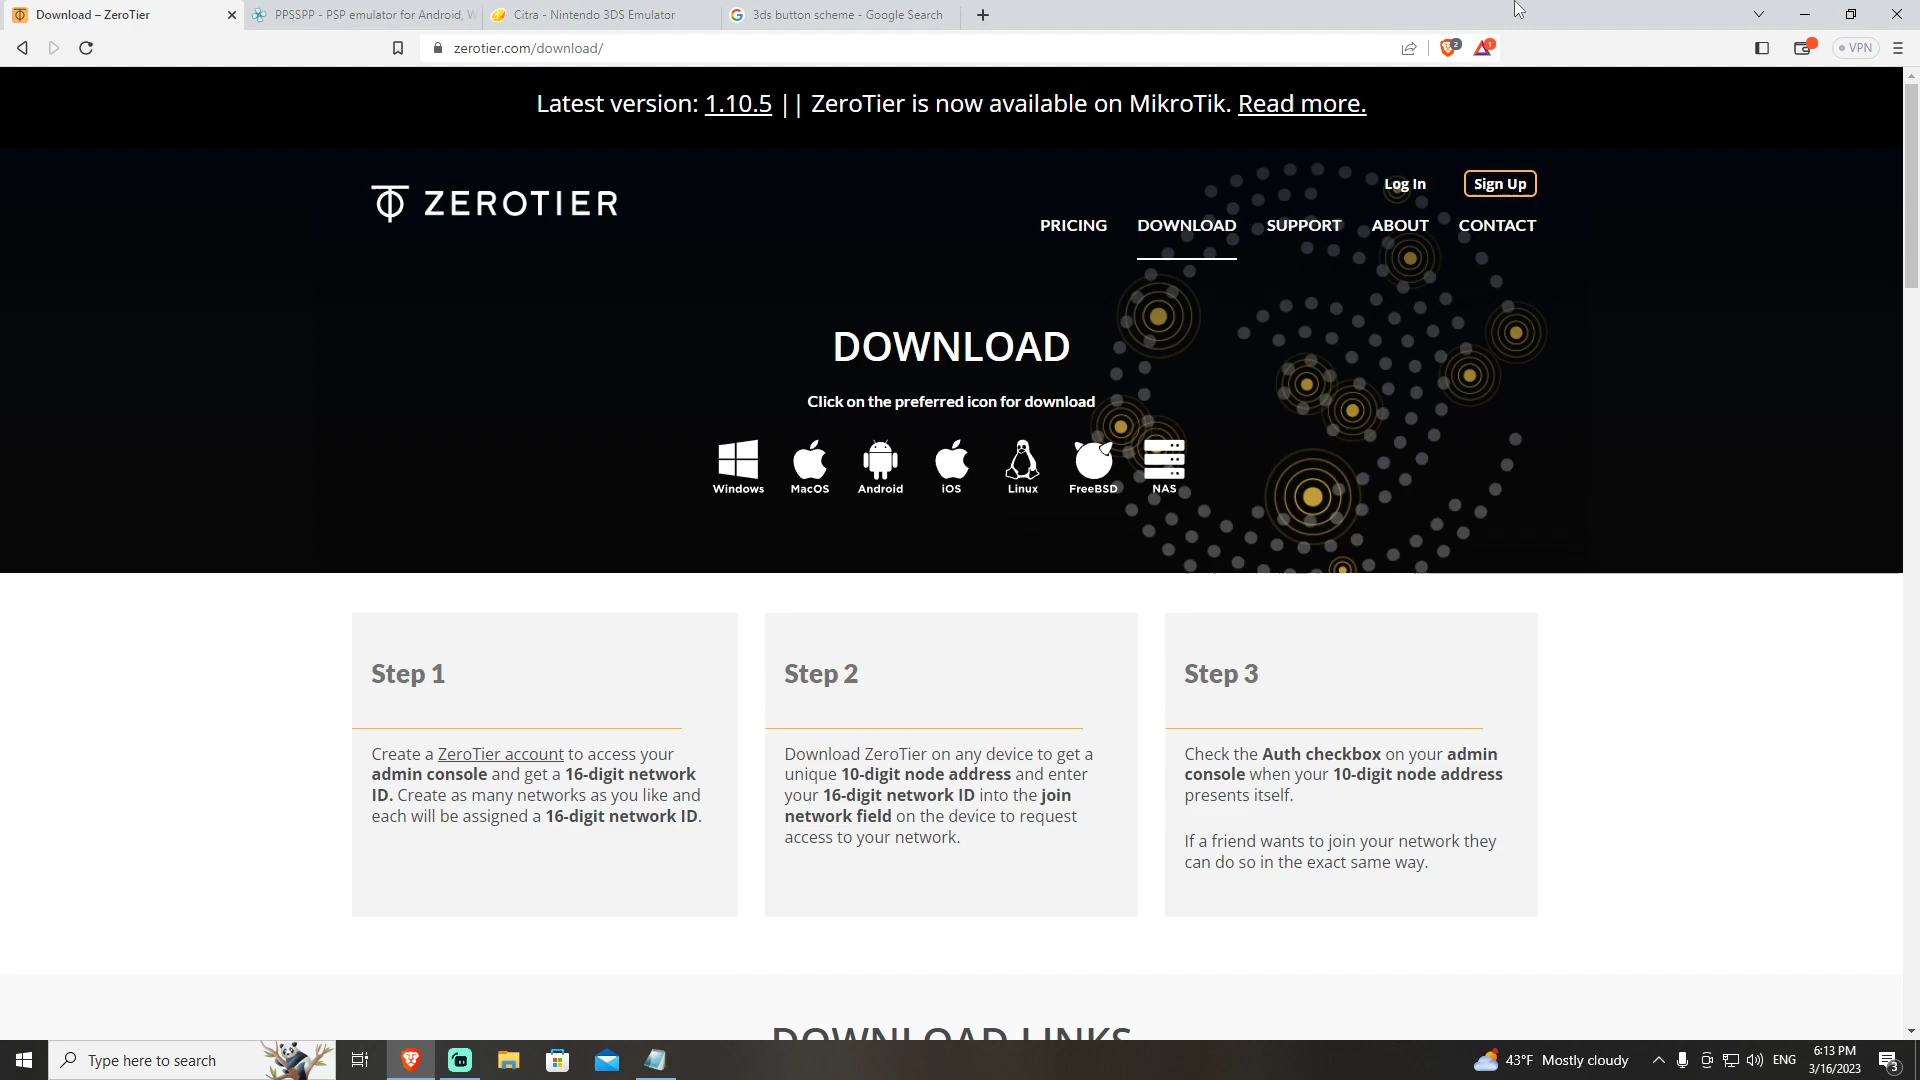 Download – ZeroTier
PPSSPP - PSP emulator for Android, W
Citra - Nintendo 3DS Emulator
3ds button scheme - Google Search
zerotier.com/download/
2
1
VPN
Latest version: 1.10.5 || ZeroTier is now available on MikroTik. Read more.
ZEROTIER
Log In
Sign Up
PRICING
DOWNLOAD
SUPPORT
ABOUT
CONTACT
DOWNLOAD
Click on the preferred icon for download
Windows
MacOS
Android
iOS
Linux
FreeBSD
NAS
Step 1
Create a ZeroTier account to access your
admin console and get a 16-digit network
ID. Create as many networks as you like and
each will be assigned a 16-digit network ID.
Step 2
Download ZeroTier on any device to get a
unique 10-digit node address and enter
your 16-digit network ID into the join
network field on the device to request
access to your network.
Step 3
Check the Auth checkbox on your admin
console when your 10-digit node address
presents itself.
If a friend wants to join your network they
can do so in the exact same way.
DOWNLOAD LINKS
Type here to search
43°F Mostly cloudy
ENG
6:13 PM
3/16/2023
3